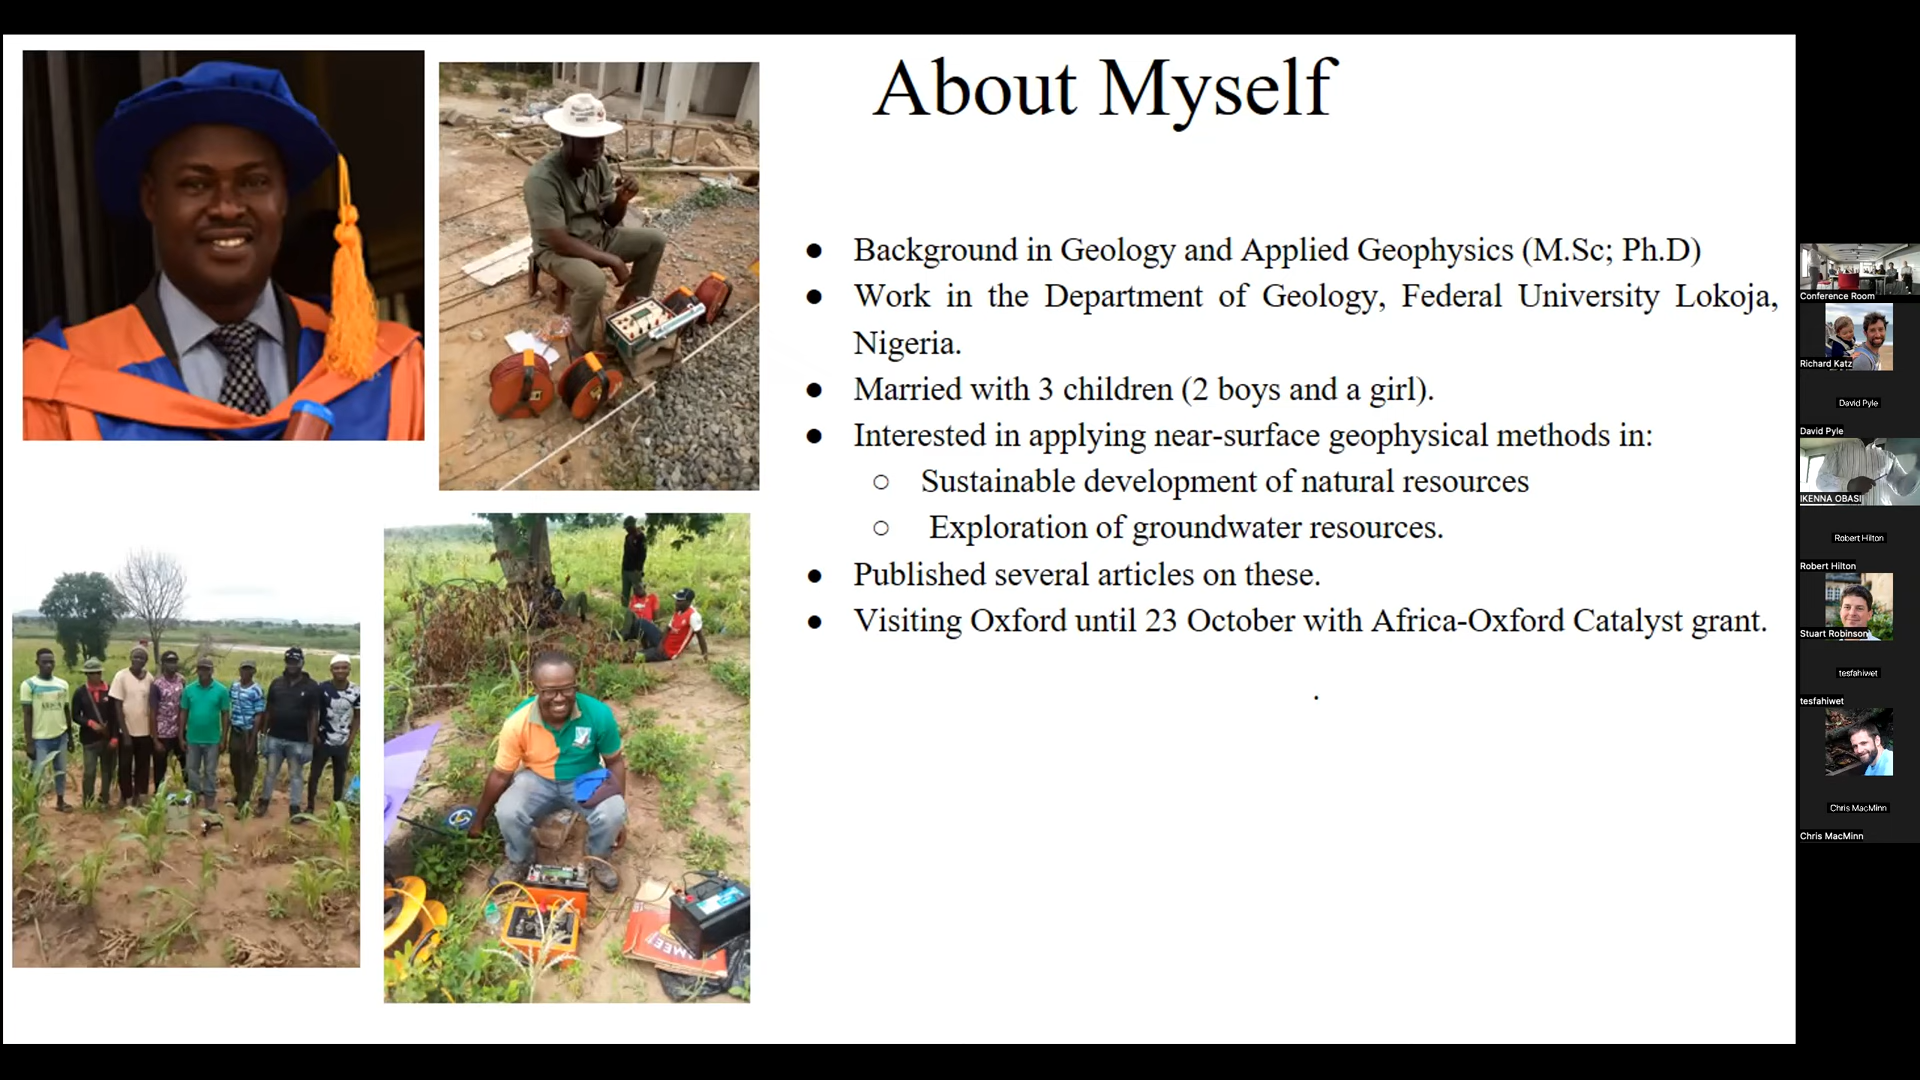 About Myself
● Background in Geology and Applied Geophysics (M.Sc; Ph.D)
● Work in the Department of Geology, Federal University Lokoja,
Nigeria.
● Married with 3 children (2 boys and a girl).
● Interested in applying near-surface geophysical methods in:
○ Sustainable development of natural resources
○ Exploration of groundwater resources.
● Published several articles on these.
● Visiting Oxford until 23 October with Africa-Oxford Catalyst grant.
.
Conference Room
Richard Katz
David Pyle
David Pyle
IKENNA OBASI
Robert Hilton
Robert Hilton
Stuart Robinson
tesfahiwet
tesfahiwet
Chris MacMinn
Chris MacMinn